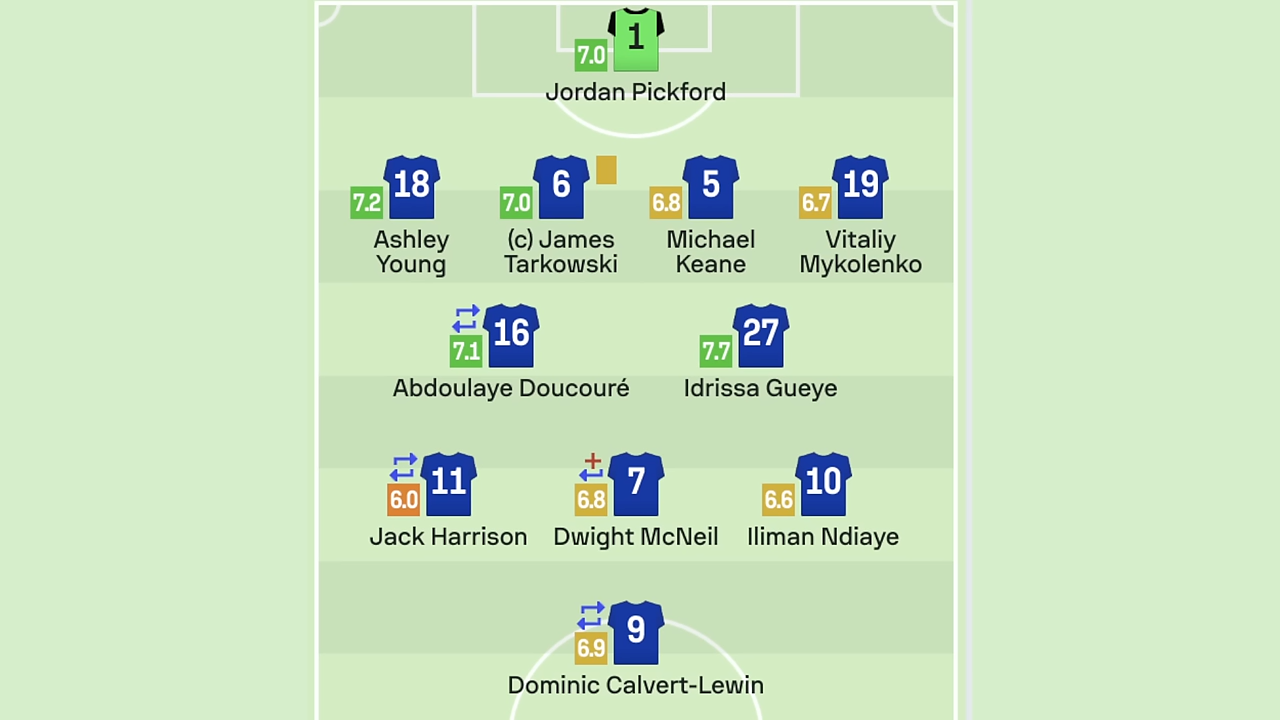 1
7.0
Jordan Pickford
18
7.2
Ashley
Young
6
7.0
(c) James
Tarkowski
5
6.8
Michael
Keane
19
6.7
Vitaliy
Mykolenko
16
7.1
Abdoulaye Doucouré
27
7.7
Idrissa Gueye
11
6.0
Jack Harrison
7
6.8
Dwight McNeil
10
6.6
Iliman Ndiaye
9
6.9
Dominic Calvert-Lewin